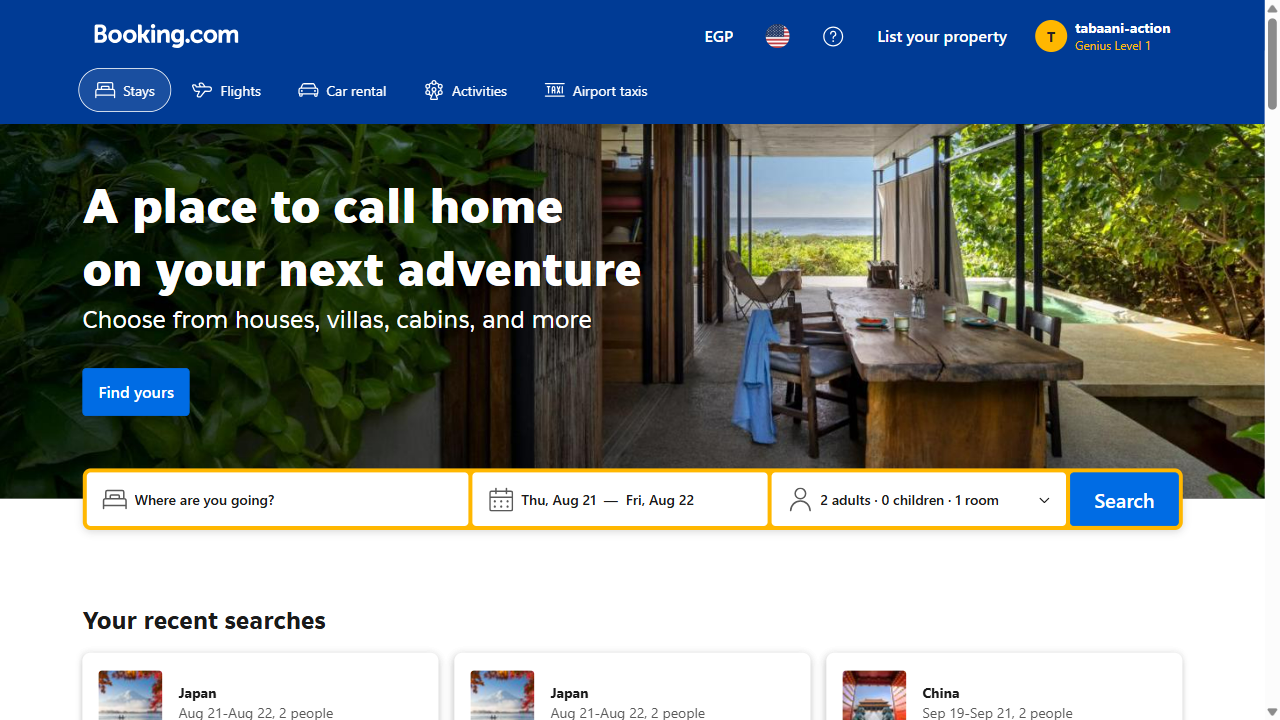 Booking.com
EGP
List your property
T
tabaani-action
Genius Level 1
Stays
Flights
Car rental
TAXI
Activities
Airport taxis
A place to call home
on your next adventure
Choose from houses, villas, cabins, and more
Find yours
Where are you going?
Thu, Aug 21 — Fri, Aug 22
2 adults · 0 children · 1 room
Search
Your recent searches
Japan
Aug 21-Aug 22, 2 people
Japan
Aug 21-Aug 22, 2 people
China
Sep 19-Sep 21, 2 people